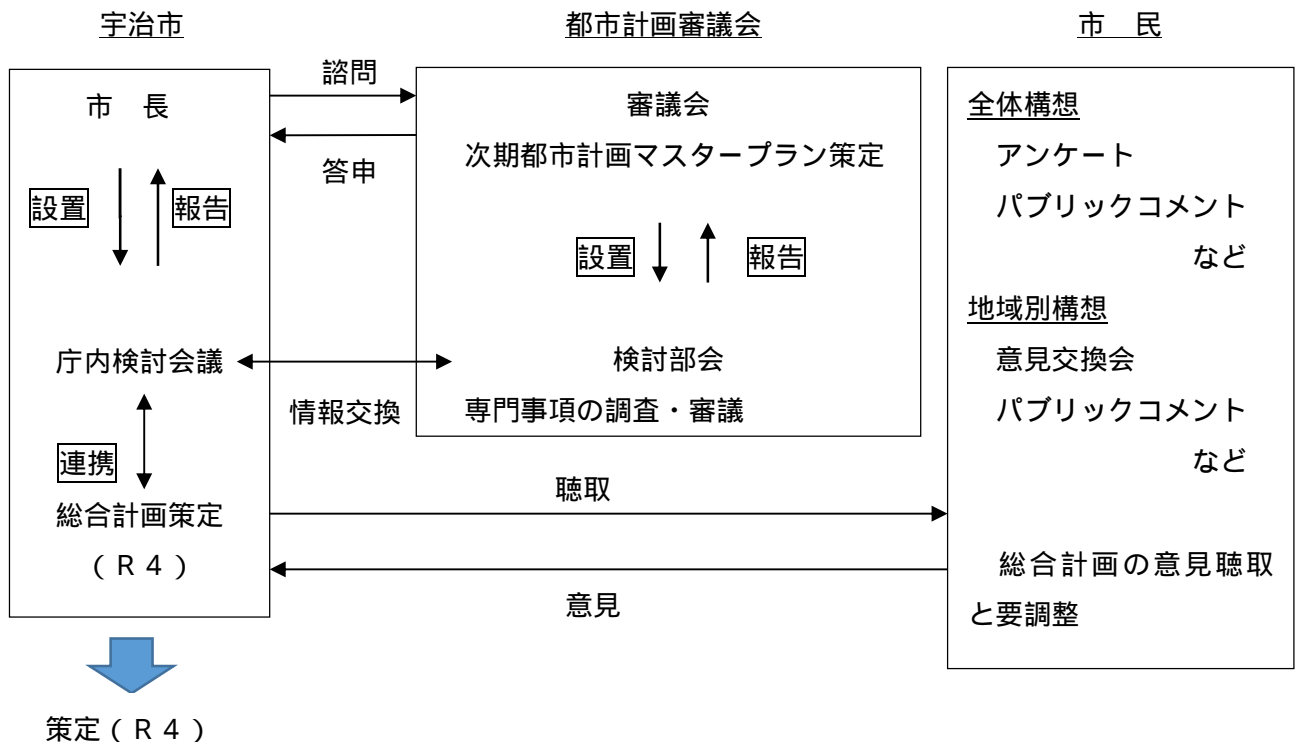 宇治市
市　長
設置
報告
庁内検討会議
連携
総合計画策定
（Ｒ４）
策定（Ｒ４）
諮問
答申
情報交換
聴取
意見
都市計画審議会
審議会
次期都市計画マスタープラン策定
設置
報告
検討部会
専門事項の調査・審議
市　民
全体構想
アンケート
パブリックコメント
など
地域別構想
意見交換会
パブリックコメント
など
総合計画の意見聴取
と要調整